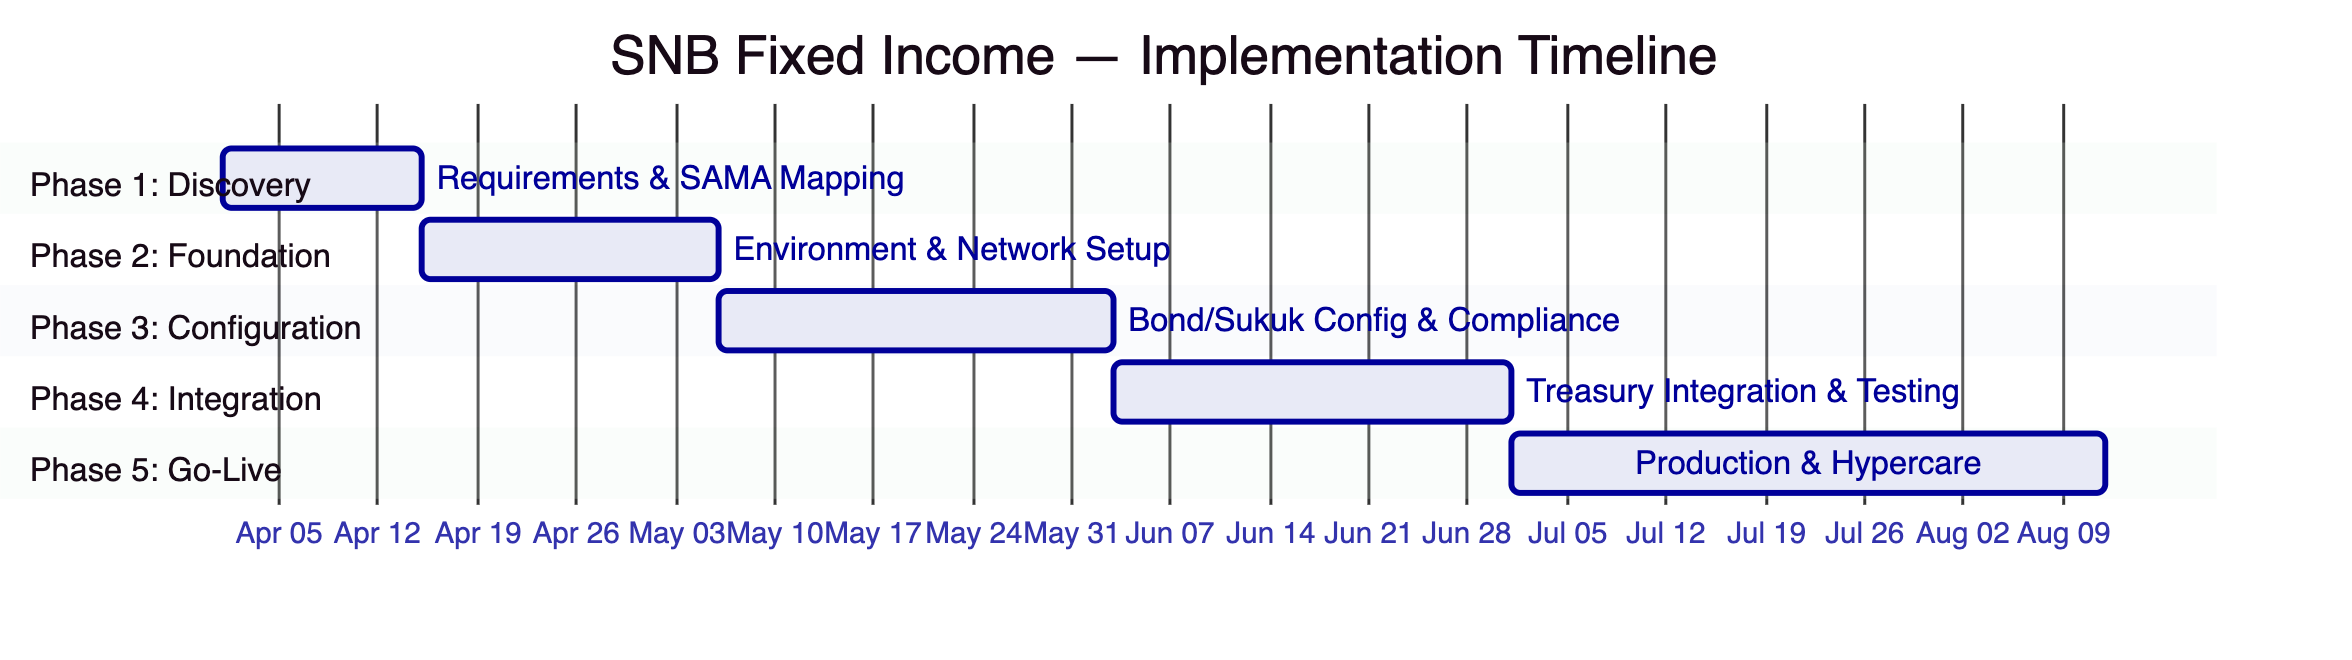 SNB Fixed Income — Implementation Timeline
Phase 1: Discovery
Requirements & SAMA Mapping
Phase 2: Foundation
Environment & Network Setup
Phase 3: Configuration
Bond/Sukuk Config & Compliance
Phase 4: Integration
Treasury Integration & Testing
Phase 5: Go-Live
Production & Hypercare
Apr 05 Apr 12 Apr 19 Apr 26 May 03 May 10 May 17 May 24 May 31 Jun 07 Jun 14 Jun 21 Jun 28 Jul 05 Jul 12 Jul 19 Jul 26 Aug 02 Aug 09